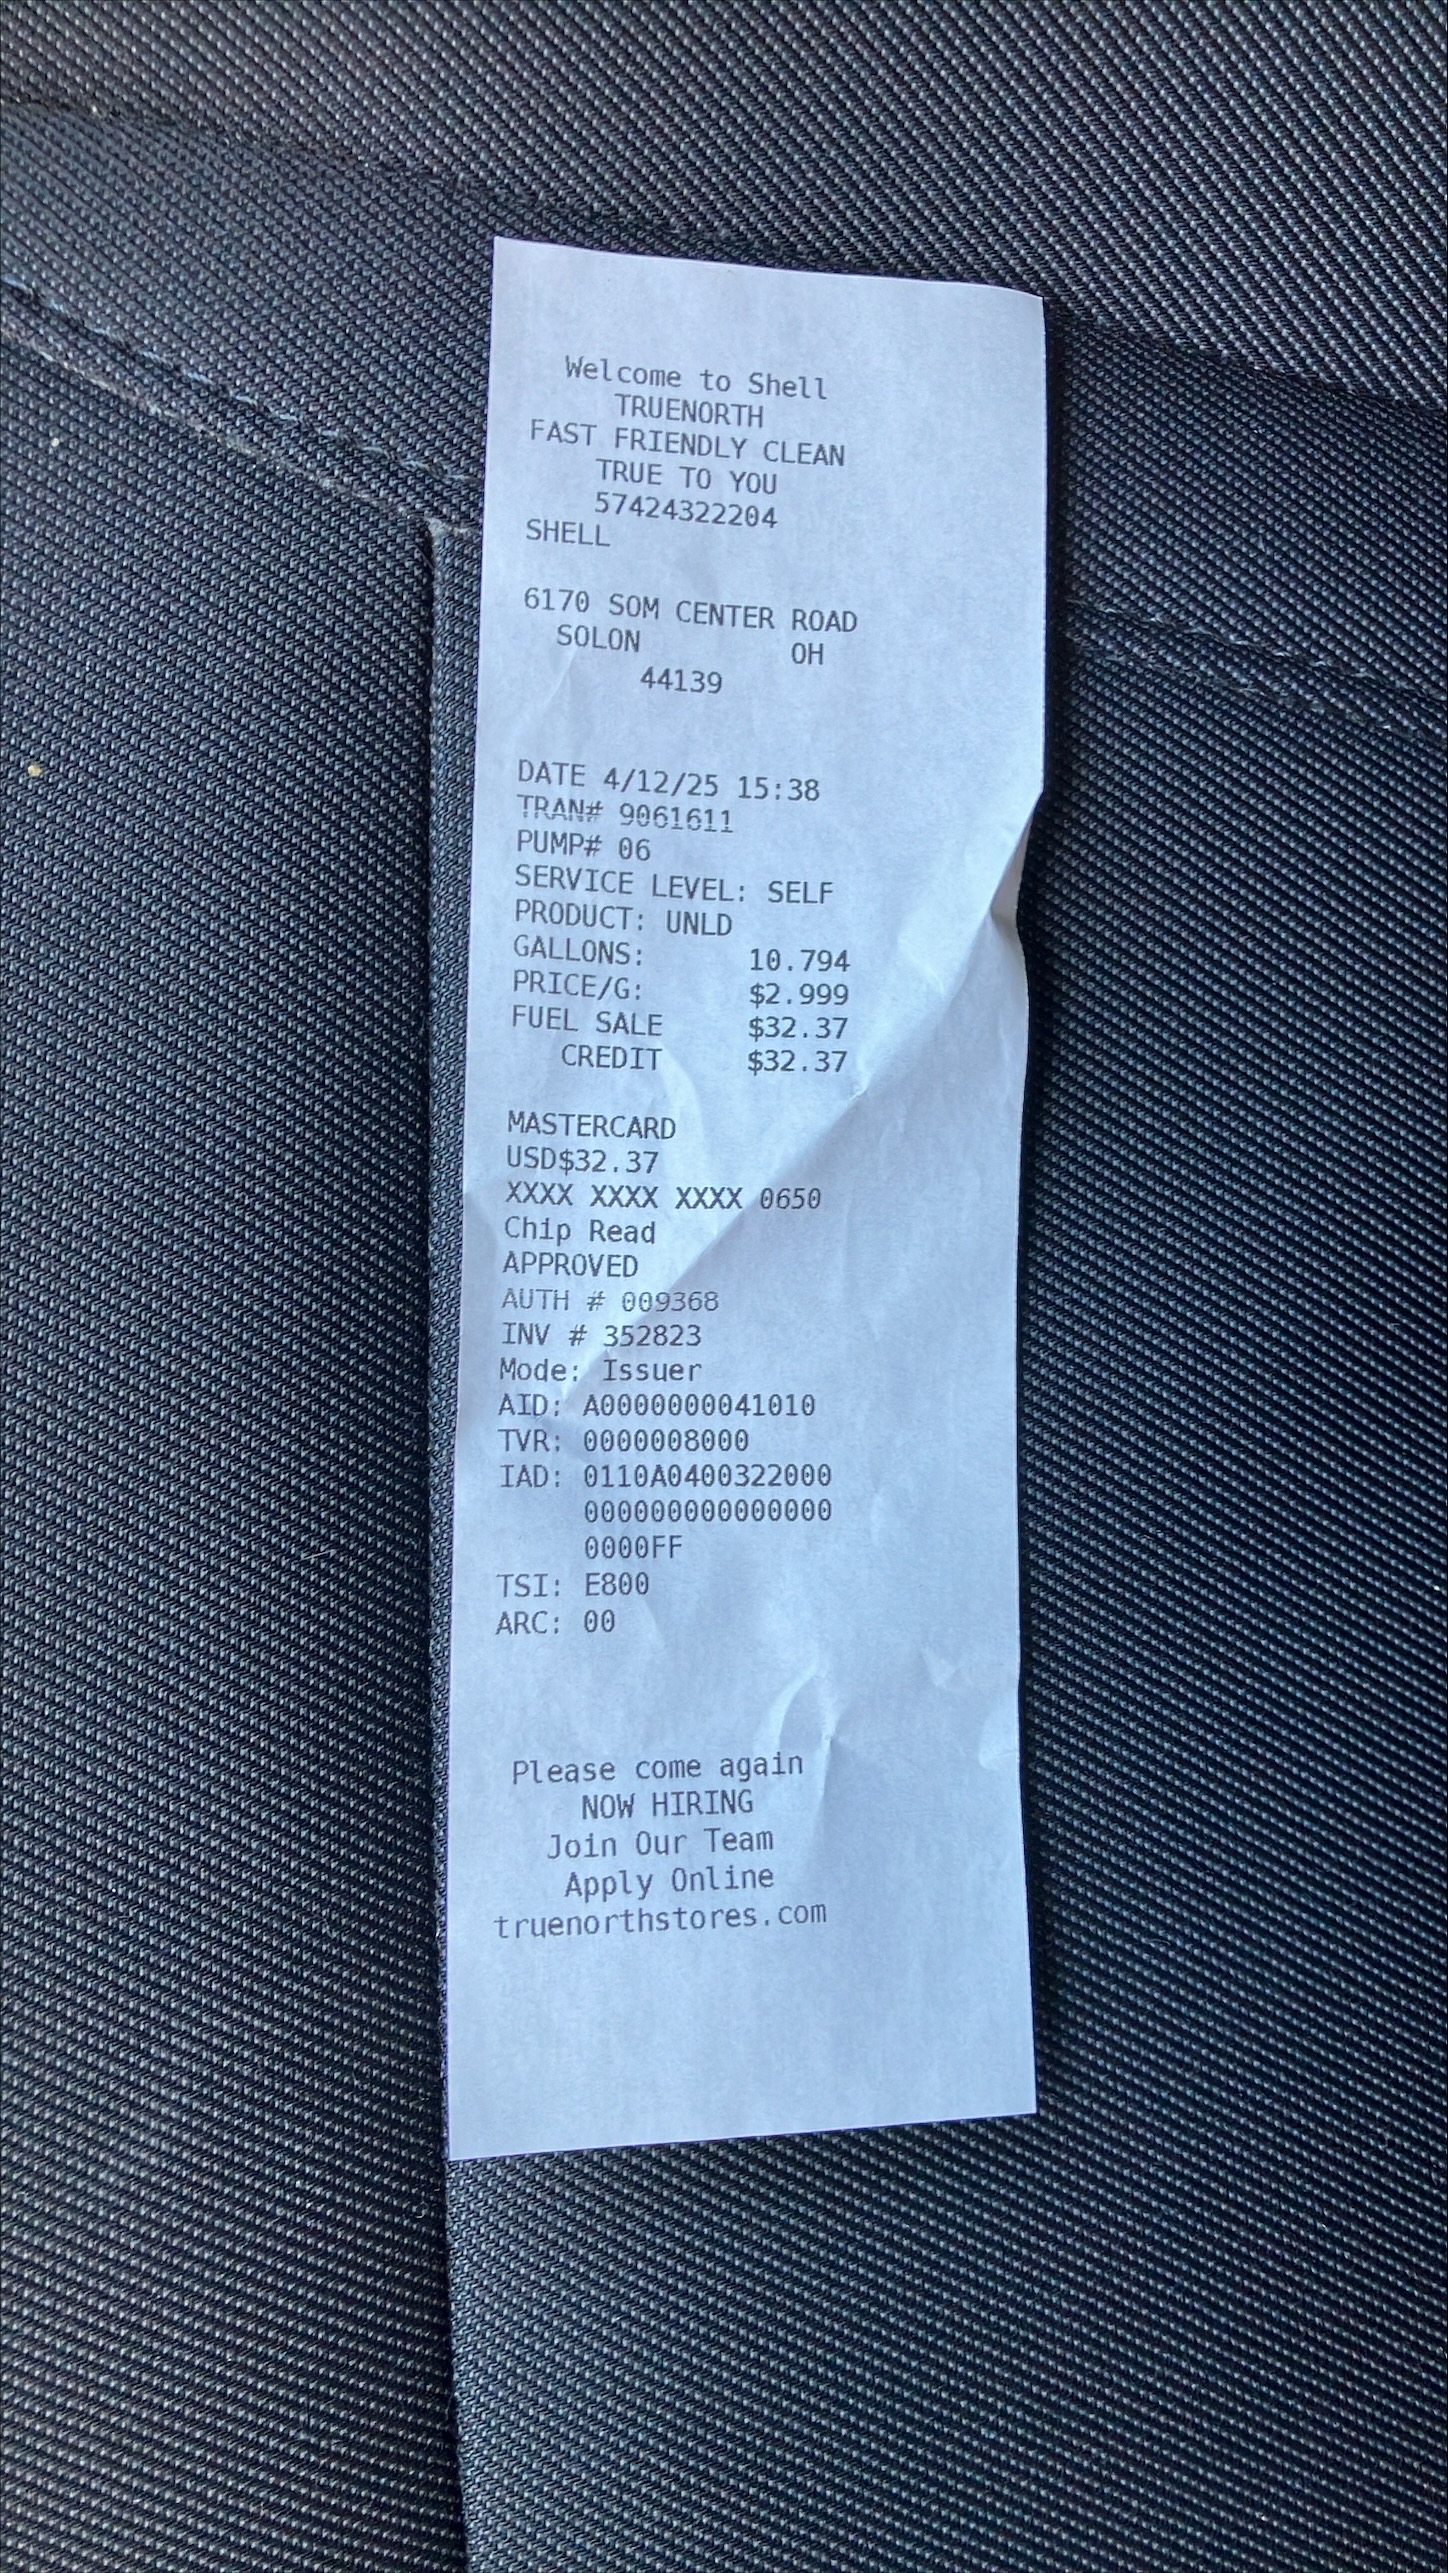 Welcome to Shell
TRUENORTH
FAST FRIENDLY CLEAN
TRUE TO YOU
57424322204
SHELL
6170 SOM CENTER ROAD
SOLON OH
44139
DATE 4/12/25 15:38
TRAN# 9061611
PUMP# 06
SERVICE LEVEL: SELF
PRODUCT: UNLD
GALLONS: 10.794
PRICE/G: $2.999
FUEL SALE $32.37
CREDIT $32.37
MASTERCARD
USD$32.37
XXXX XXXX XXXX 0650
Chip Read
APPROVED
AUTH # 009368
INV # 352823
Mode: Issuer
AID: A0000000041010
TVR: 0000008000
IAD: 0110A0400322000
000000000000000
0000FF
TSI: E800
ARC: 00
Please come again
NOW HIRING
Join Our Team
Apply Online
truenorthstores.com